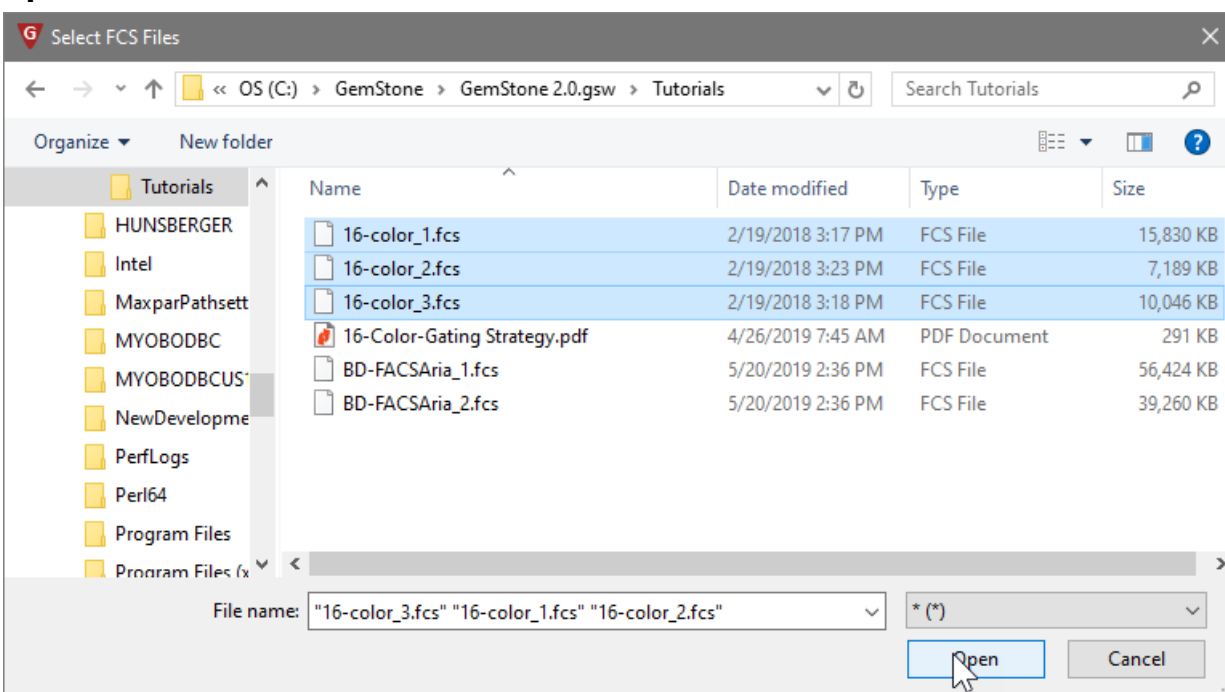 G Select FCS Files
« OS (C:) › GemStone › GemStone 2.0.gsw › Tutorials Search Tutorials
Organize New folder
Tutorials
HUNSBERGER
Intel
MaxparPathsett
MYOBODBC
MYOBODBCUS
NewDevelopme
PerfLogs
Perl64
Program Files
Program Files (x
Name Date modified Type Size
16-color_1.fcs 2/19/2018 3:17 PM FCS File 15,830 KB
16-color_2.fcs 2/19/2018 3:23 PM FCS File 7,189 KB
16-color_3.fcs 2/19/2018 3:18 PM FCS File 10,046 KB
16-Color-Gating Strategy.pdf 4/26/2019 7:45 AM PDF Document 291 KB
BD-FACSAria_1.fcs 5/20/2019 2:36 PM FCS File 56,424 KB
BD-FACSAria_2.fcs 5/20/2019 2:36 PM FCS File 39,260 KB
File name: "16-color_3.fcs" "16-color_1.fcs" "16-color_2.fcs" * (*)
Open Cancel